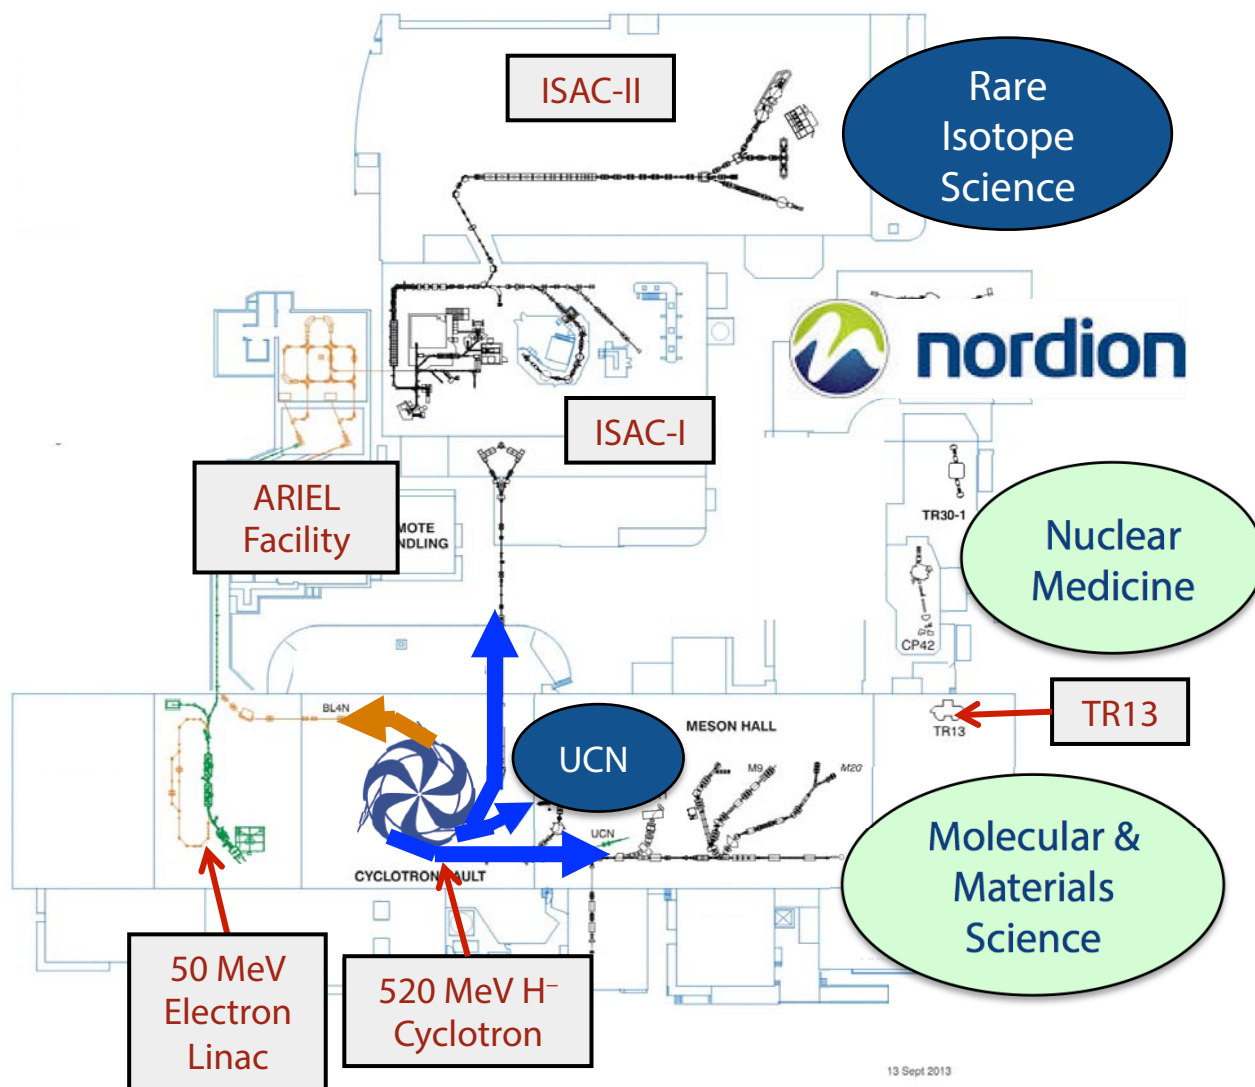 ISAC-II
Rare
Isotope
Science
nordion
ISAC-I
ARIEL
Facility
MOTE
NDLING
TR30-1
Nuclear
Medicine
CP42
BL4N
MESON HALL
TR13
TR13
UCN
M9
M20
UCN
CYCLOTRON
AULT
Molecular &
Materials
Science
50 MeV
Electron
Linac
520 MeV H⁻
Cyclotron
13 Sept 2013